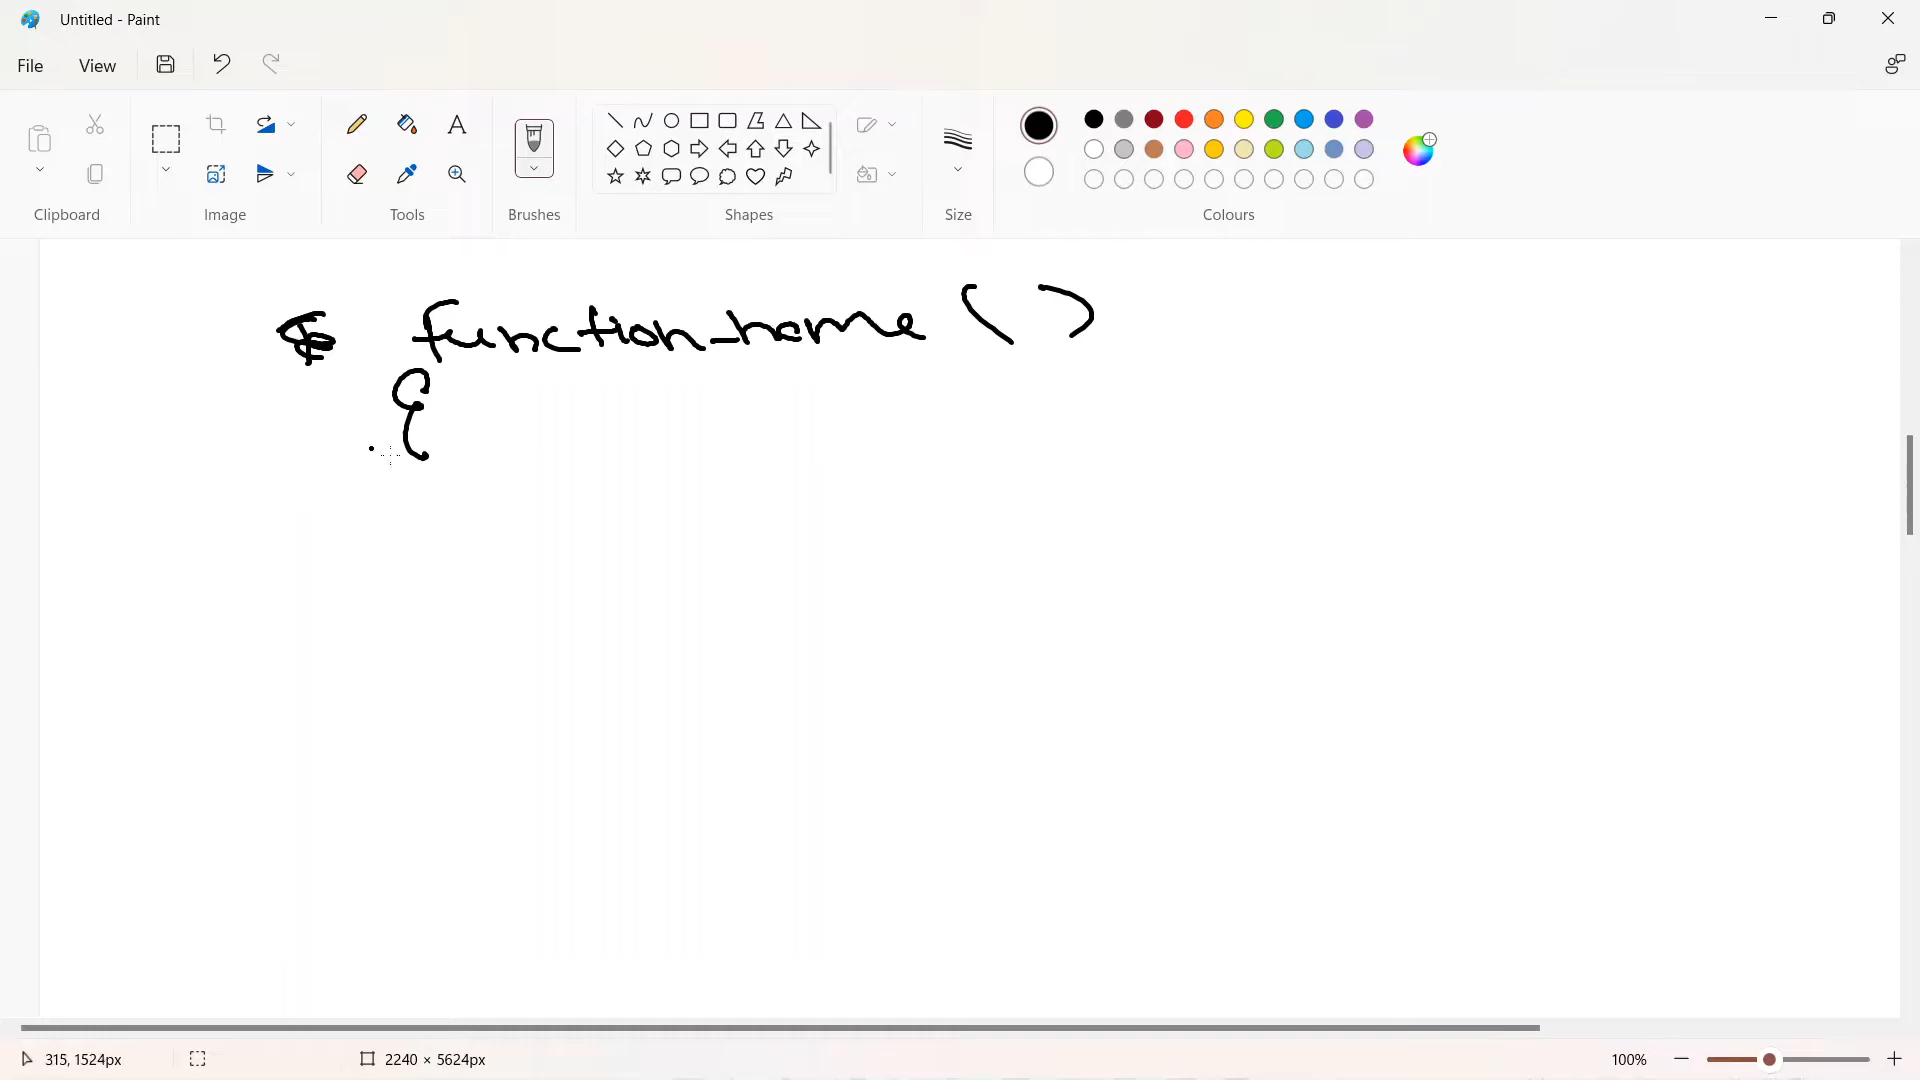 Untitled - Paint
File View
Clipboard Image Tools Brushes Shapes Size Colours
function_name ( )
{
315, 1524px 2240 × 5624px 100%